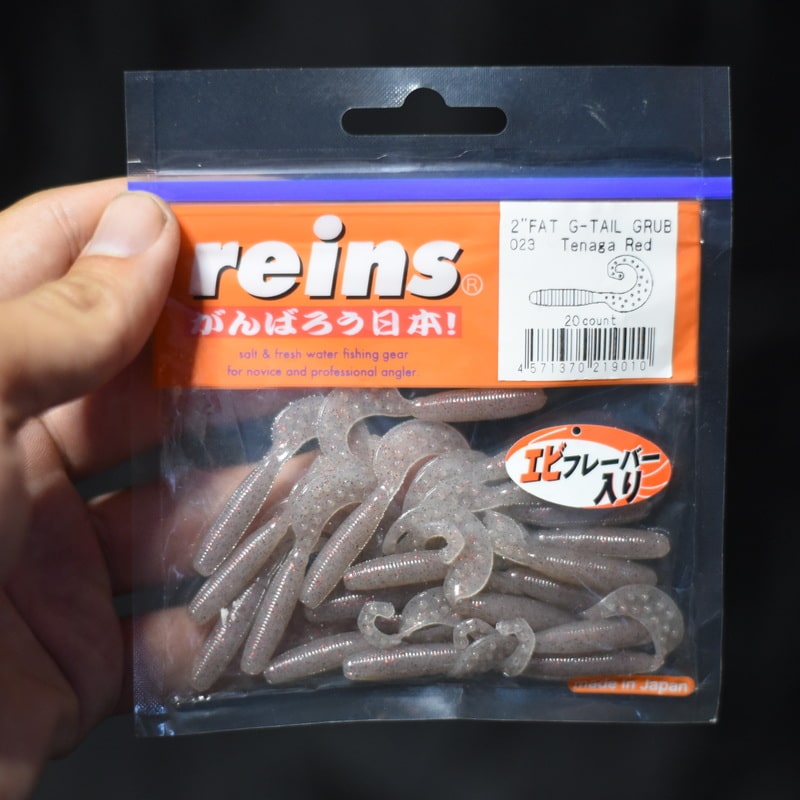 reins®
がんばろう日本!
salt & fresh water fishing gear
for novice and professional angler.
2"FAT G-TAIL GRUB
023 Tenaga Red
20count
4 571370 219010
エビフレーバー
入り
made in Japan